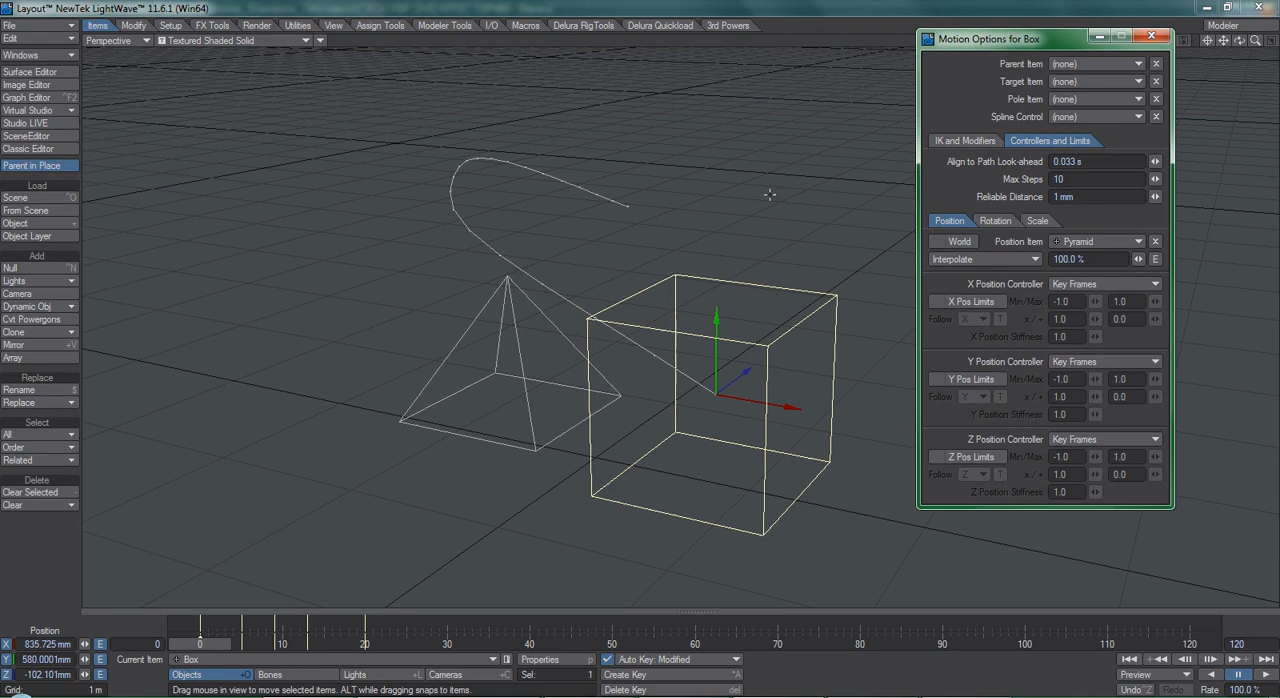 Layout™ NewTek LightWave™ 11.6.1 (Win64)
File
Items Modify Setup FX Tools Render Utilities View Assign Tools Modeler Tools I/O Macros Delura RigTools Delura Quickload 3rd Powers Modeler
Edit
Perspective Textured Shaded Solid
Windows
Surface Editor
Image Editor
Graph Editor ^F2
Virtual Studio
Studio LIVE
SceneEditor
Classic Editor
Parent in Place
Load
Scene ^O
From Scene
Object +
Object Layer
Add
Null ^N
Lights
Camera
Dynamic Obj
Cvt Powergons
Clone
Mirror +V
Array
Replace
Rename $
Replace
Select
All
Order
Related
Delete
Clear Selected -
Clear
Motion Options for Box
Parent Item (none) X
Target Item (none) X
Pole Item (none) X
Spline Control (none) X
IK and Modifiers Controllers and Limits
Align to Path Look-ahead 0.033 s
Max Steps 10
Reliable Distance 1 mm
Position Rotation Scale
World Position Item + Pyramid X
Interpolate 100.0 % E
X Position Controller Key Frames
X Pos Limits Min/Max -1.0 1.0
Follow X T x / + 1.0 0.0
X Position Stiffness 1.0
Y Position Controller Key Frames
Y Pos Limits Min/Max -1.0 1.0
Follow Y T x / + 1.0 0.0
Y Position Stiffness 1.0
Z Position Controller Key Frames
Z Pos Limits Min/Max -1.0 1.0
Follow Z T x / + 1.0 0.0
Z Position Stiffness 1.0
Position
X 835.725 mm E 0 0 10 20 30 40 50 60 70 80 90 100 110 120 120
Y 580.0001mm E Current Item + Box Properties p Auto Key: Modified
Z -102.101mm E Objects +O Bones +B Lights +L Cameras +C Sel: 1 Create Key Preview
Grid: 1 m Drag mouse in view to move selected items. ALT while dragging snaps to items. Delete Key del Undo ^Z Redo Rate 100.0 %